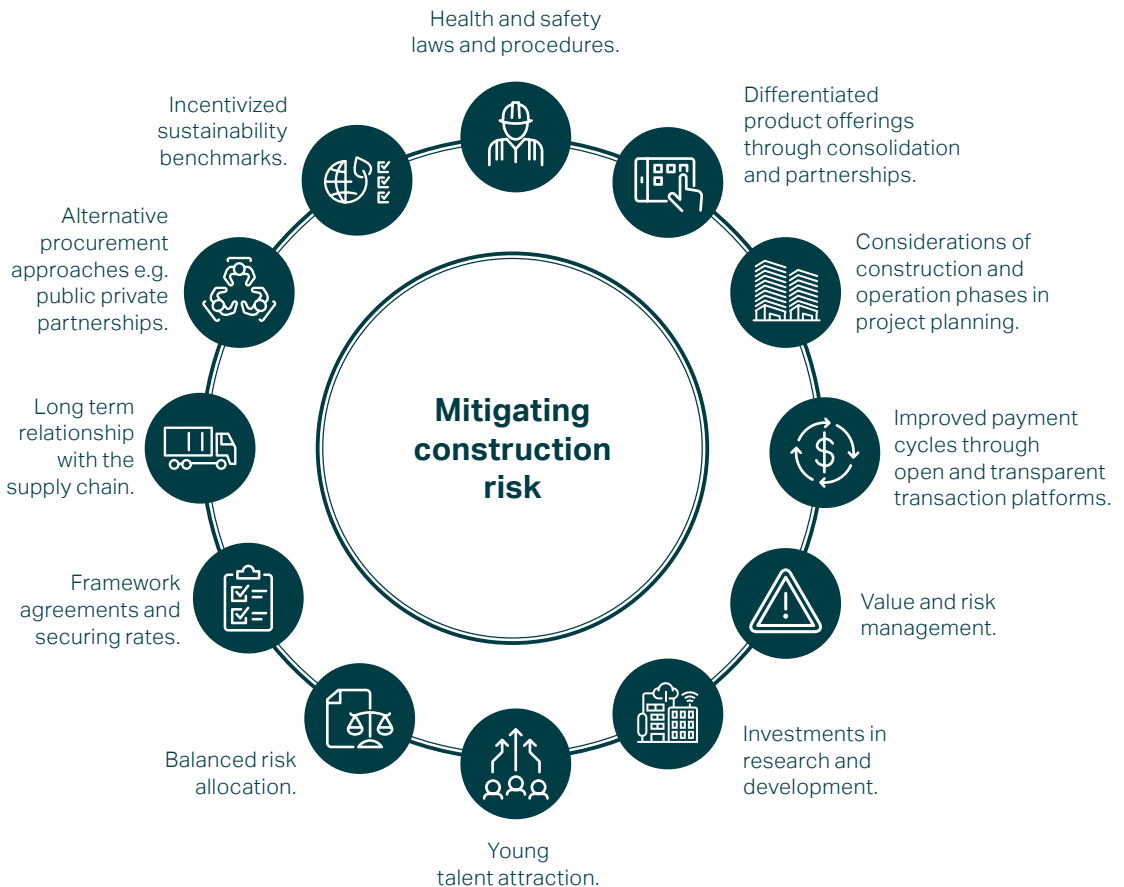 Health and safety
laws and procedures.
Differentiated
product offerings
through consolidation
and partnerships.
Considerations of
construction and
operation phases in
project planning.
Improved payment
cycles through
open and transparent
transaction platforms.
Value and risk
management.
Investments in
research and
development.
Young
talent attraction.
Balanced risk
allocation.
Framework
agreements and
securing rates.
Long term
relationship
with the
supply chain.
Alternative
procurement
approaches e.g.
public private
partnerships.
Incentivized
sustainability
benchmarks.
Mitigating
construction
risk